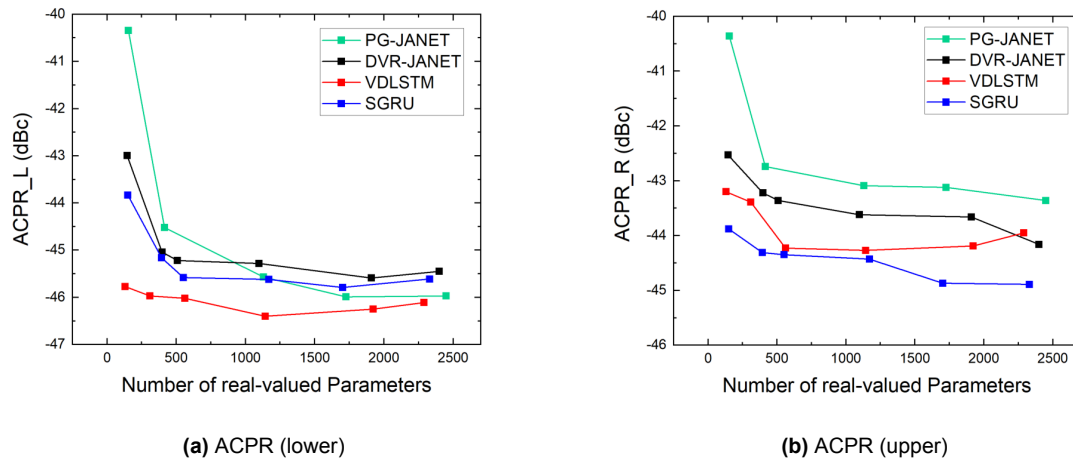 -40
-41
-42
-43
-44
-45
-46
-47
ACPR_L (dBc)
PG-JANET
DVR-JANET
VDLSTM
SGRU
0 500 1000 1500 2000 2500
Number of real-valued Parameters
(a) ACPR (lower)
-40
-41
-42
-43
-44
-45
-46
ACPR_R (dBc)
PG-JANET
DVR-JANET
VDLSTM
SGRU
0 500 1000 1500 2000 2500
Number of real-valued Parameters
(b) ACPR (upper)